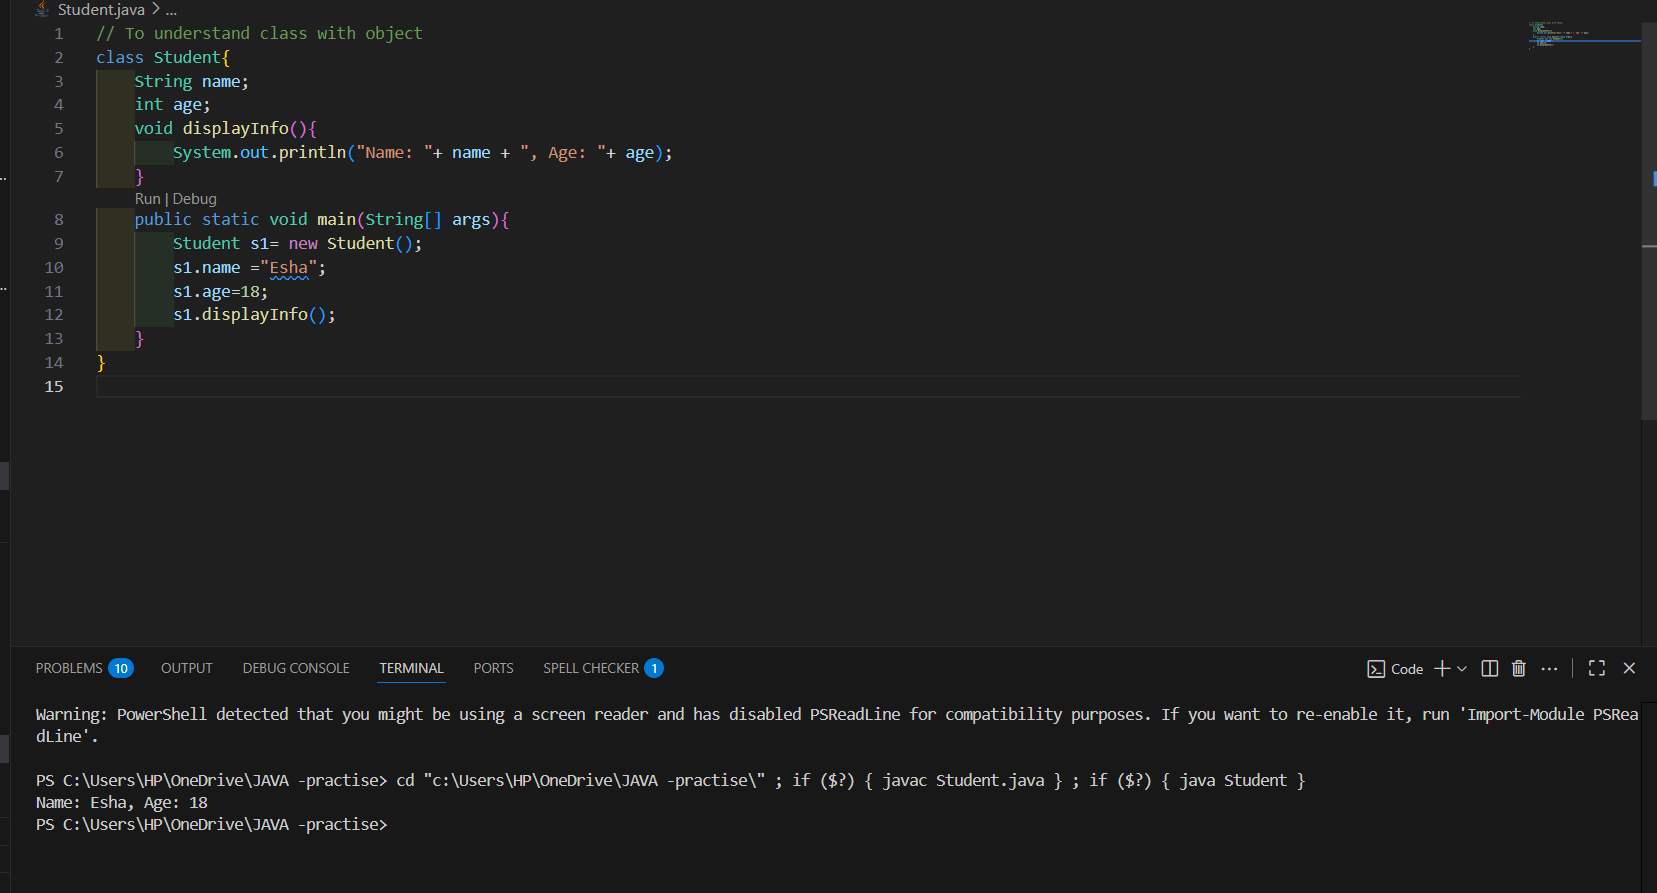 Student.java > ...
1 // To understand class with object
2 class Student{
3 String name;
4 int age;
5 void displayInfo(){
6 System.out.println("Name: "+ name + ", Age: "+ age);
7 }
Run | Debug
8 public static void main(String[] args){
9 Student s1= new Student();
10 s1.name ="Esha";
11 s1.age=18;
12 s1.displayInfo();
13 }
14 }
15
PROBLEMS 10 OUTPUT DEBUG CONSOLE TERMINAL PORTS SPELL CHECKER 1 Code
Warning: PowerShell detected that you might be using a screen reader and has disabled PSReadLine for compatibility purposes. If you want to re-enable it, run 'Import-Module PSRea
dLine'.
PS C:\Users\HP\OneDrive\JAVA -practise> cd "c:\Users\HP\OneDrive\JAVA -practise\" ; if ($?) { javac Student.java } ; if ($?) { java Student }
Name: Esha, Age: 18
PS C:\Users\HP\OneDrive\JAVA -practise>